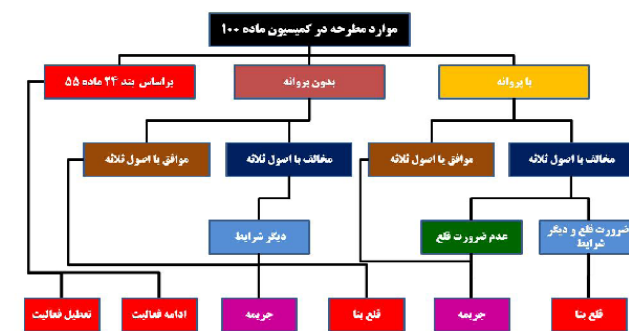 موارد مطرحه در کمیسیون ماده ۱۰۰
با پروانه
بدون پروانه
براساس بند ۲۴ ماده ۵۵
مخالف با اصول ثلاثه
موافق با اصول ثلاثه
مخالف با اصول ثلاثه
موافق با اصول ثلاثه
ضرورت قلع و دیگر
شرایط
عدم ضرورت قلع
دیگر شرایط
قلع بنا
جریمه
قلع بنا
جریمه
ادامه فعالیت
تعطیل فعالیت